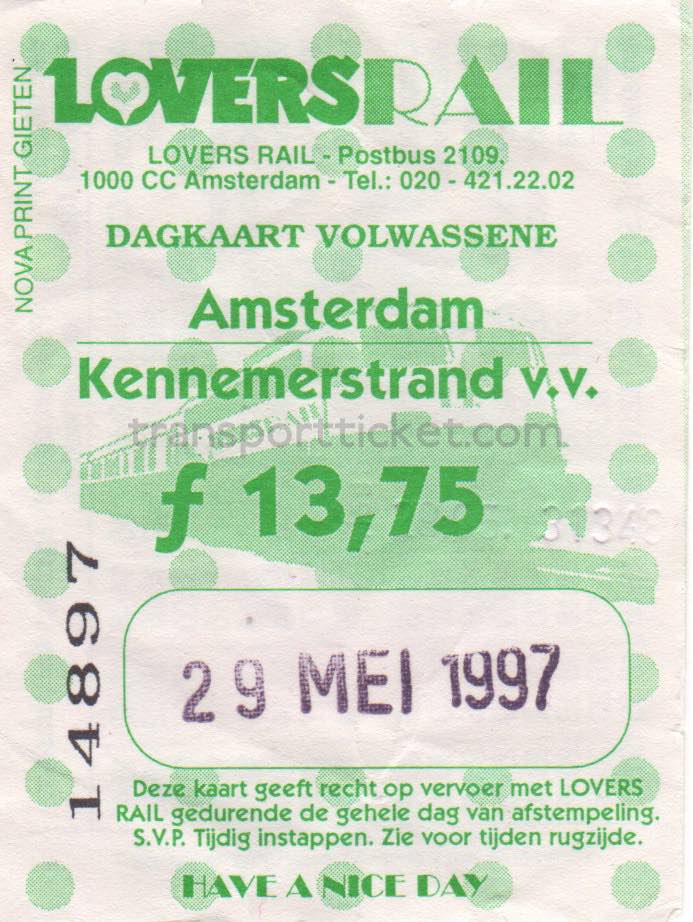 LOVERSRAIL
LOVERS RAIL - Postbus 2109,
1000 CC Amsterdam - Tel.: 020 - 421.22.02
NOVA PRINT GIETEN
DAGKAART VOLWASSENE
Amsterdam
Kennemerstrand v.v.
transportticket.com
ƒ 13,75
14897
29 MEI 1997
Deze kaart geeft recht op vervoer met LOVERS
RAIL gedurende de gehele dag van afstempeling.
S.V.P. Tijdig instappen. Zie voor tijden rugzijde.
HAVE A NICE DAY